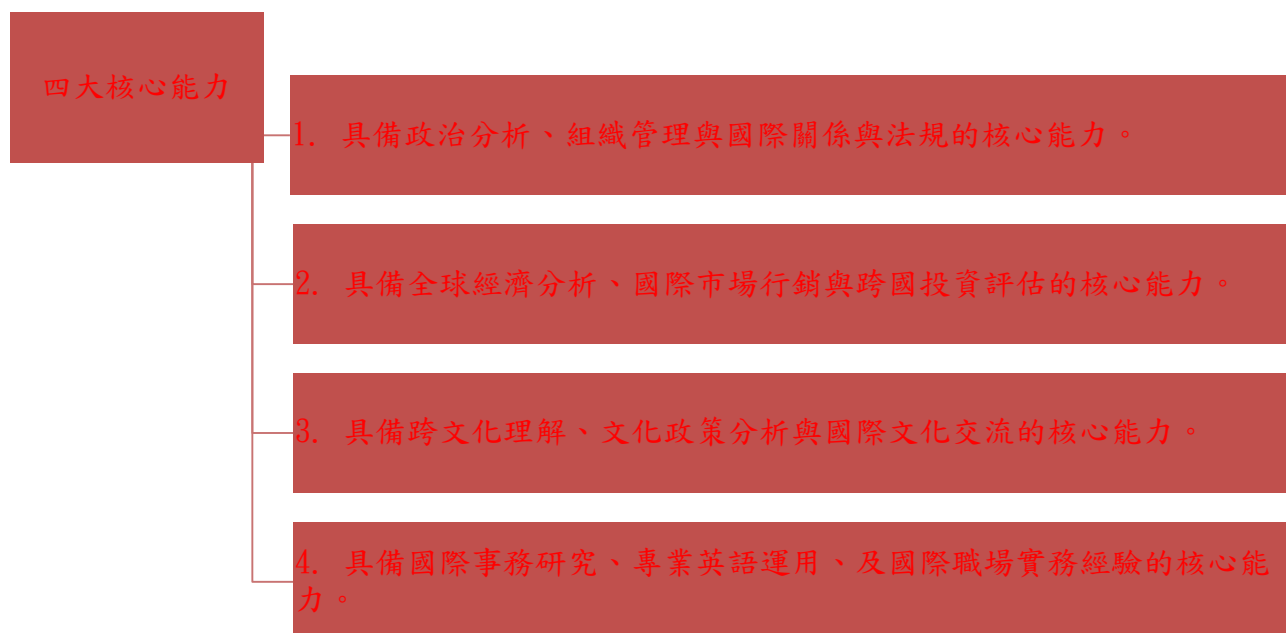 四大核心能力
1. 具備政治分析、組織管理與國際關係與法規的核心能力。
2. 具備全球經濟分析、國際市場行銷與跨國投資評估的核心能力。
3. 具備跨文化理解、文化政策分析與國際文化交流的核心能力。
4. 具備國際事務研究、專業英語運用、及國際職場實務經驗的核心能
力。